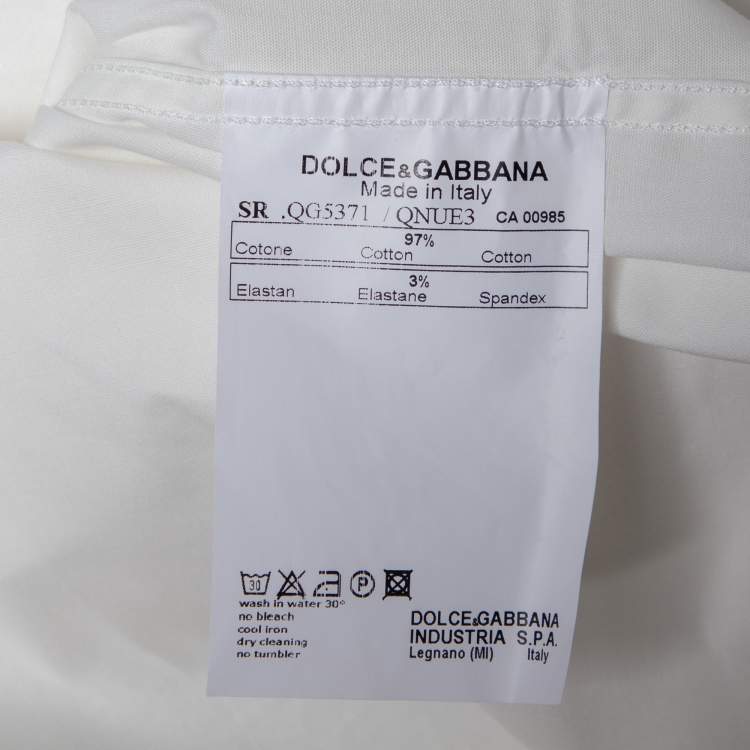 DOLCE&GABBANA
Made in Italy
SR .QG5371 / QNUE3 CA 00985
97%
Cotone Cotton Cotton
3%
Elastan Elastane Spandex
30 P
wash in water 30°
no bleach
cool iron
dry cleaning
no tumbler
DOLCE&GABBANA
INDUSTRIA S.P.A.
Legnano (MI) Italy